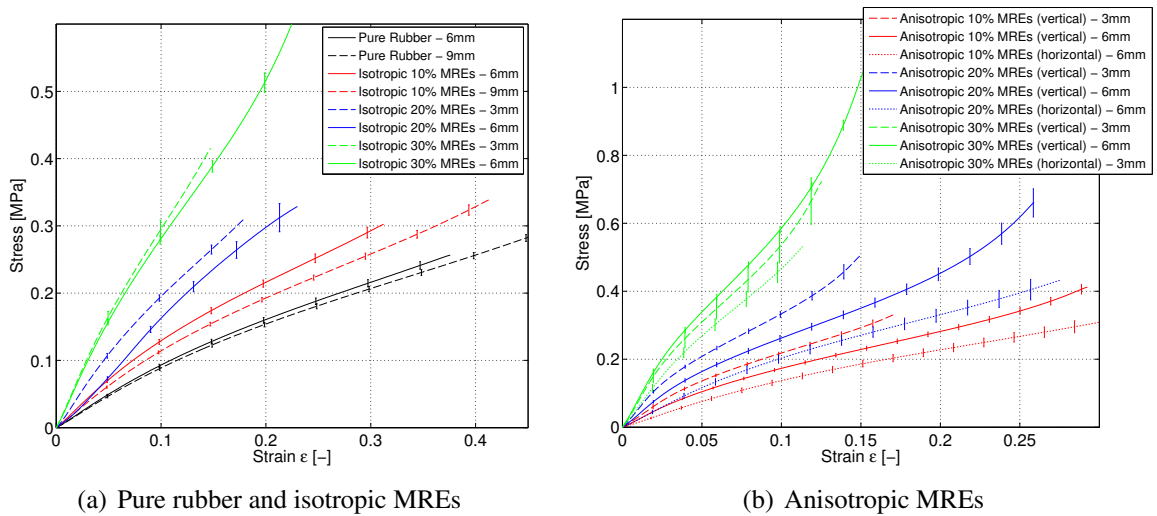 Pure Rubber − 6mm
Pure Rubber − 9mm
Isotropic 10% MREs − 6mm
Isotropic 10% MREs − 9mm
Isotropic 20% MREs − 3mm
Isotropic 20% MREs − 6mm
Isotropic 30% MREs − 3mm
Isotropic 30% MREs − 6mm
Stress [MPa]
0.5
0.4
0.3
0.2
0.1
0
0
0.1
0.2
0.3
0.4
Strain ε [−]
(a) Pure rubber and isotropic MREs
Anisotropic 10% MREs (vertical) − 3mm
Anisotropic 10% MREs (vertical) − 6mm
Anisotropic 10% MREs (horizontal) − 6mm
Anisotropic 20% MREs (vertical) − 3mm
Anisotropic 20% MREs (vertical) − 6mm
Anisotropic 20% MREs (horizontal) − 6mm
Anisotropic 30% MREs (vertical) − 3mm
Anisotropic 30% MREs (vertical) − 6mm
Anisotropic 30% MREs (horizontal) − 3mm
Stress [MPa]
1
0.8
0.6
0.4
0.2
0
0
0.05
0.1
0.15
0.2
0.25
Strain ε [−]
(b) Anisotropic MREs